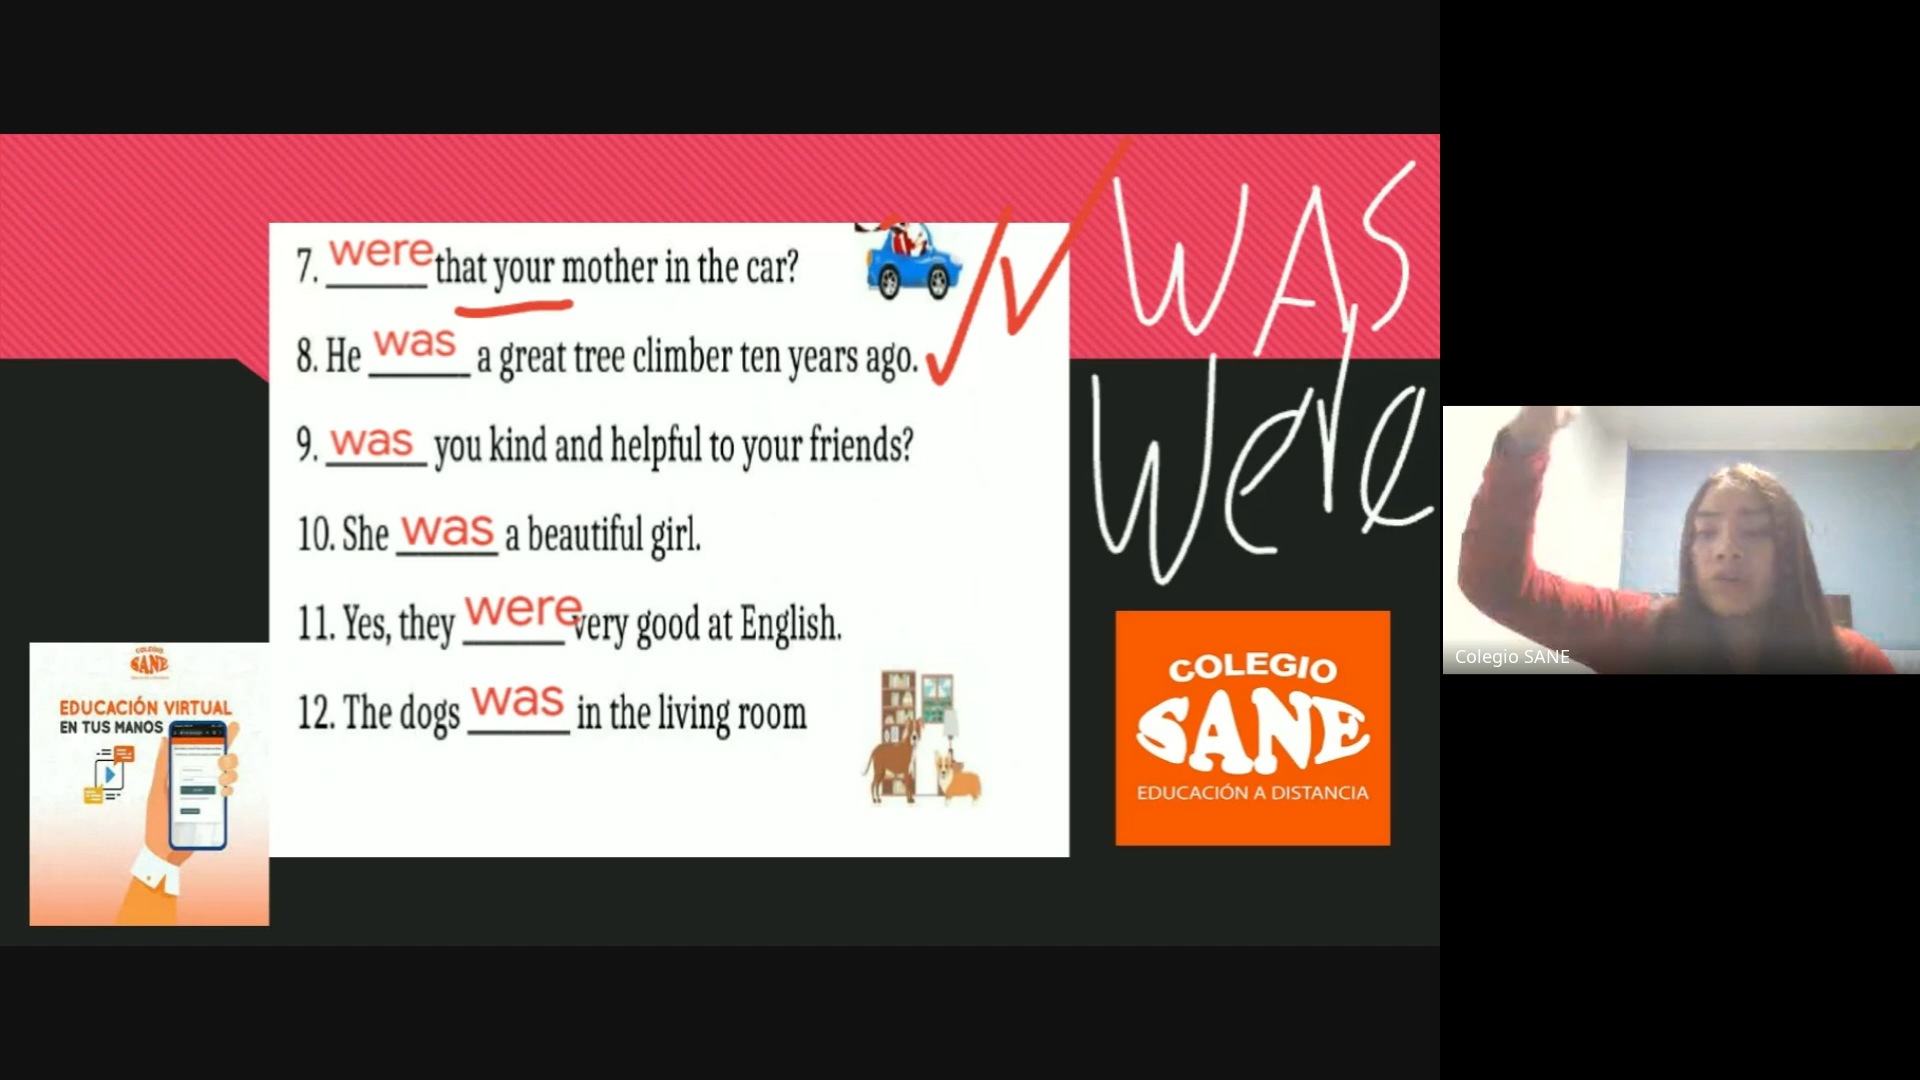 7. were that your mother in the car?
8. He was a great tree climber ten years ago.
9. was you kind and helpful to your friends?
10. She was a beautiful girl.
11. Yes, they were very good at English.
12. The dogs was in the living room
WAS
Were
COLEGIO
SANE
EDUCACIÓN VIRTUAL
EN TUS MANOS
COLEGIO
SANE
EDUCACIÓN A DISTANCIA
Colegio SANE